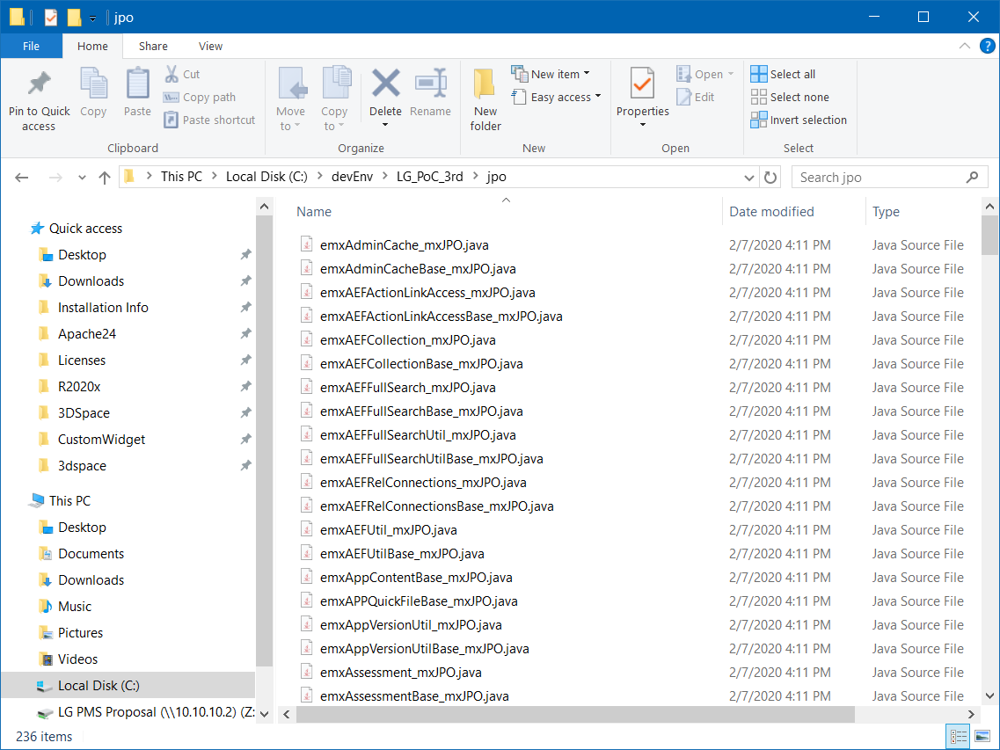 jpo
File Home Share View
Pin to Quick access
Copy
Paste
Cut
Copy path
Paste shortcut
Clipboard
Move to
Copy to
Delete
Rename
Organize
New folder
New item
Easy access
New
Properties
Open
Edit
Open
Select all
Select none
Invert selection
Select
This PC > Local Disk (C:) > devEnv > LG_PoC_3rd > jpo
Search jpo
Quick access
Desktop
Downloads
Installation Info
Apache24
Licenses
R2020x
3DSpace
CustomWidget
3dspace
This PC
Desktop
Documents
Downloads
Music
Pictures
Videos
Local Disk (C:)
LG PMS Proposal (\\10.10.10.2) (Z:
Name Date modified Type
emxAdminCache_mxJPO.java 2/7/2020 4:11 PM Java Source File
emxAdminCacheBase_mxJPO.java 2/7/2020 4:11 PM Java Source File
emxAEFActionLinkAccess_mxJPO.java 2/7/2020 4:11 PM Java Source File
emxAEFActionLinkAccessBase_mxJPO.java 2/7/2020 4:11 PM Java Source File
emxAEFCollection_mxJPO.java 2/7/2020 4:11 PM Java Source File
emxAEFCollectionBase_mxJPO.java 2/7/2020 4:11 PM Java Source File
emxAEFFullSearch_mxJPO.java 2/7/2020 4:11 PM Java Source File
emxAEFFullSearchBase_mxJPO.java 2/7/2020 4:11 PM Java Source File
emxAEFFullSearchUtil_mxJPO.java 2/7/2020 4:11 PM Java Source File
emxAEFFullSearchUtilBase_mxJPO.java 2/7/2020 4:11 PM Java Source File
emxAEFRelConnections_mxJPO.java 2/7/2020 4:11 PM Java Source File
emxAEFRelConnectionsBase_mxJPO.java 2/7/2020 4:11 PM Java Source File
emxAEFUtil_mxJPO.java 2/7/2020 4:11 PM Java Source File
emxAEFUtilBase_mxJPO.java 2/7/2020 4:11 PM Java Source File
emxAppContentBase_mxJPO.java 2/7/2020 4:11 PM Java Source File
emxAPPQuickFileBase_mxJPO.java 2/7/2020 4:11 PM Java Source File
emxAppVersionUtil_mxJPO.java 2/7/2020 4:11 PM Java Source File
emxAppVersionUtilBase_mxJPO.java 2/7/2020 4:11 PM Java Source File
emxAssessment_mxJPO.java 2/7/2020 4:11 PM Java Source File
emxAssessmentBase_mxJPO.java 2/7/2020 4:11 PM Java Source File
236 items